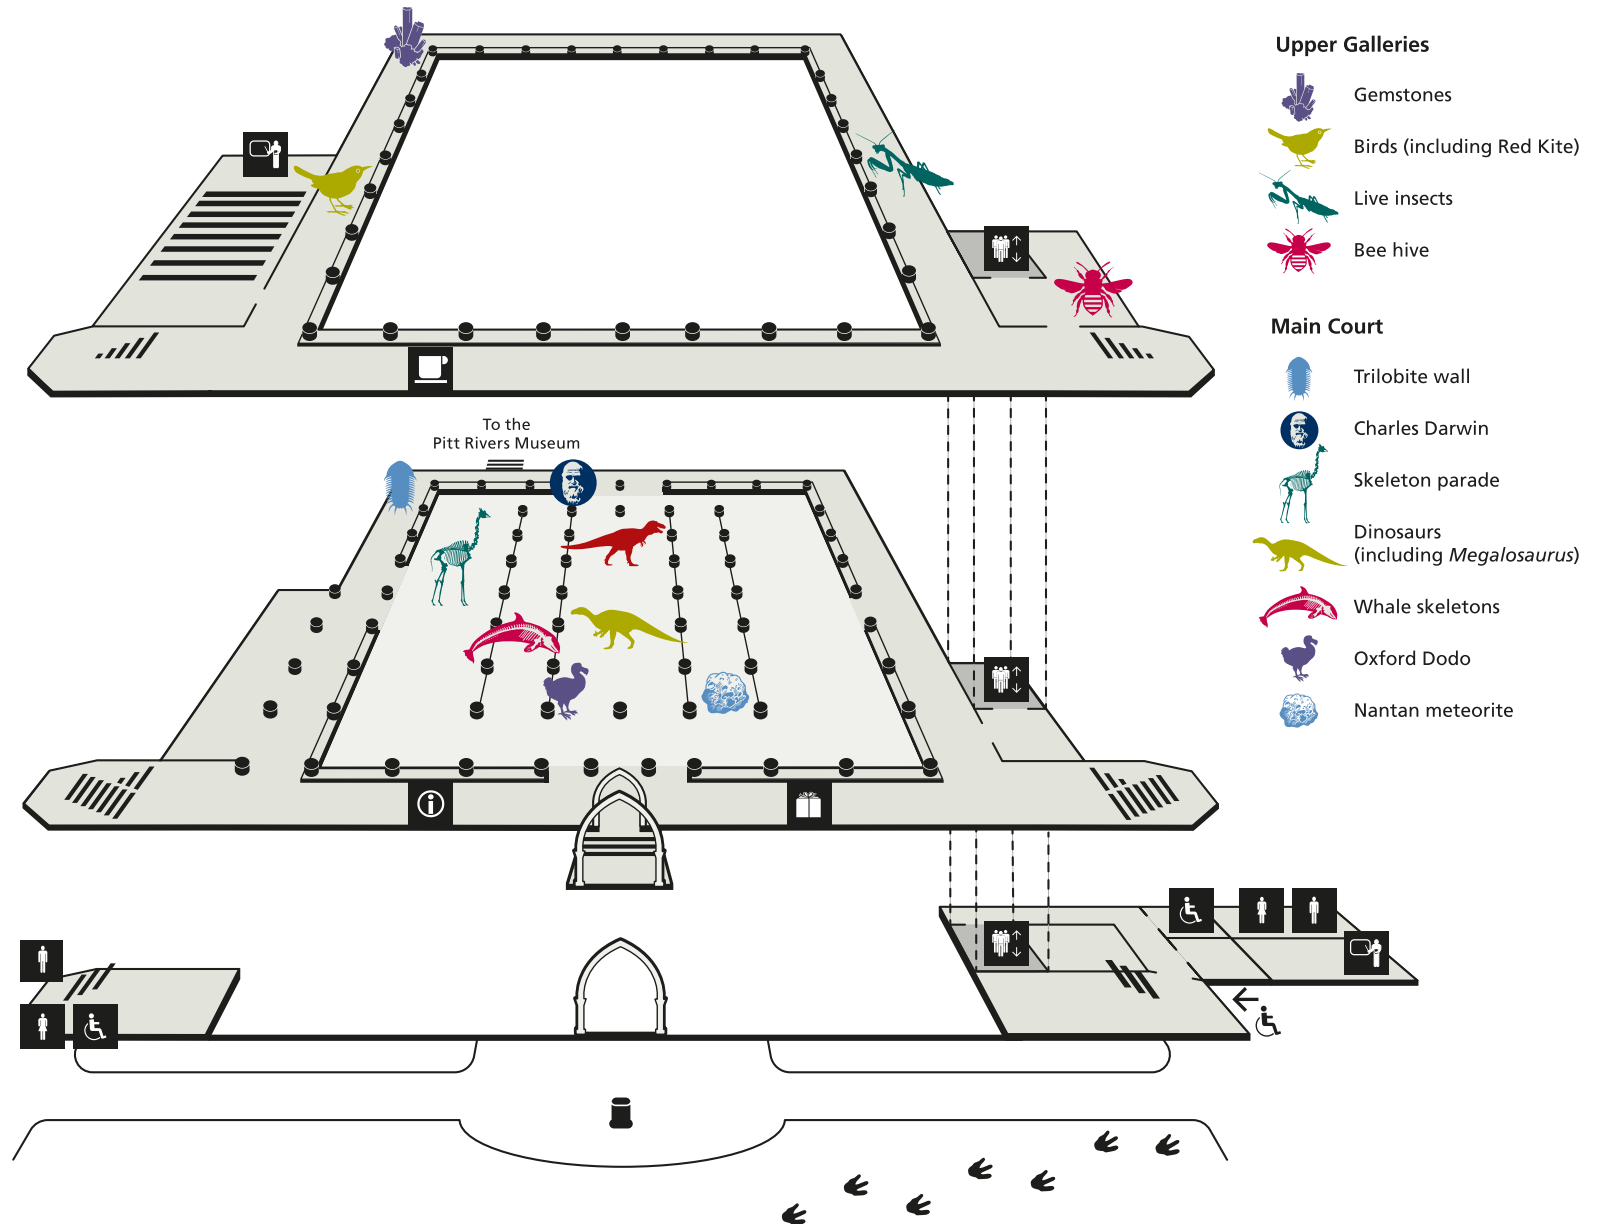 Upper Galleries
Gemstones
Birds (including Red Kite)
Live insects
Bee hive
Main Court
Trilobite wall
Charles Darwin
Skeleton parade
Dinosaurs
(including Megalosaurus)
Whale skeletons
Oxford Dodo
Nantan meteorite
To the
Pitt Rivers Museum